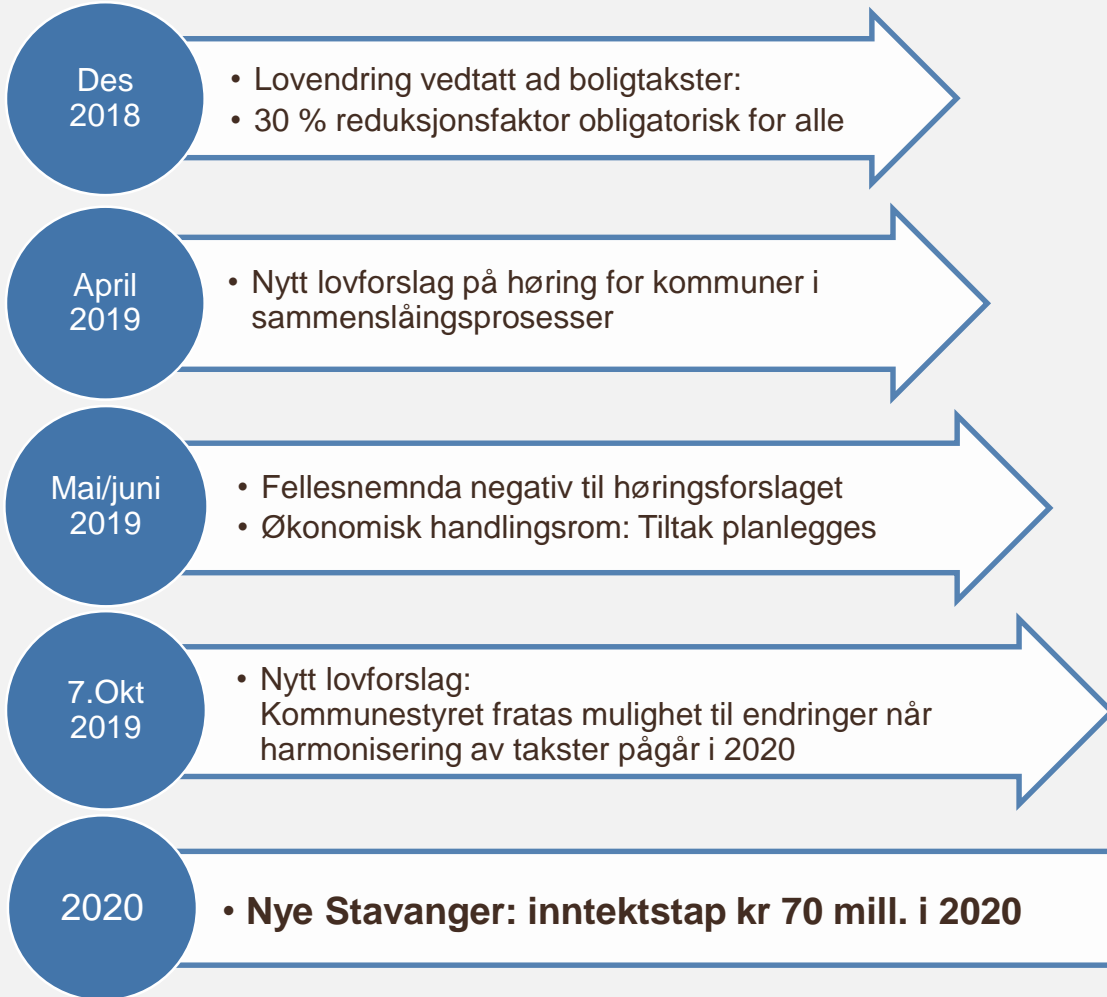 Des
2018
• Lovendring vedtatt ad boligtakster:
• 30 % reduksjonsfaktor obligatorisk for alle
April
2019
• Nytt lovforslag på høring for kommuner i
sammenslåingsprosesser
Mai/juni
2019
• Fellesnemnda negativ til høringsforslaget
• Økonomisk handlingsrom: Tiltak planlegges
7.Okt
2019
• Nytt lovforslag:
Kommunestyret fratas mulighet til endringer når
harmonisering av takster pågår i 2020
2020
• Nye Stavanger: inntektstap kr 70 mill. i 2020